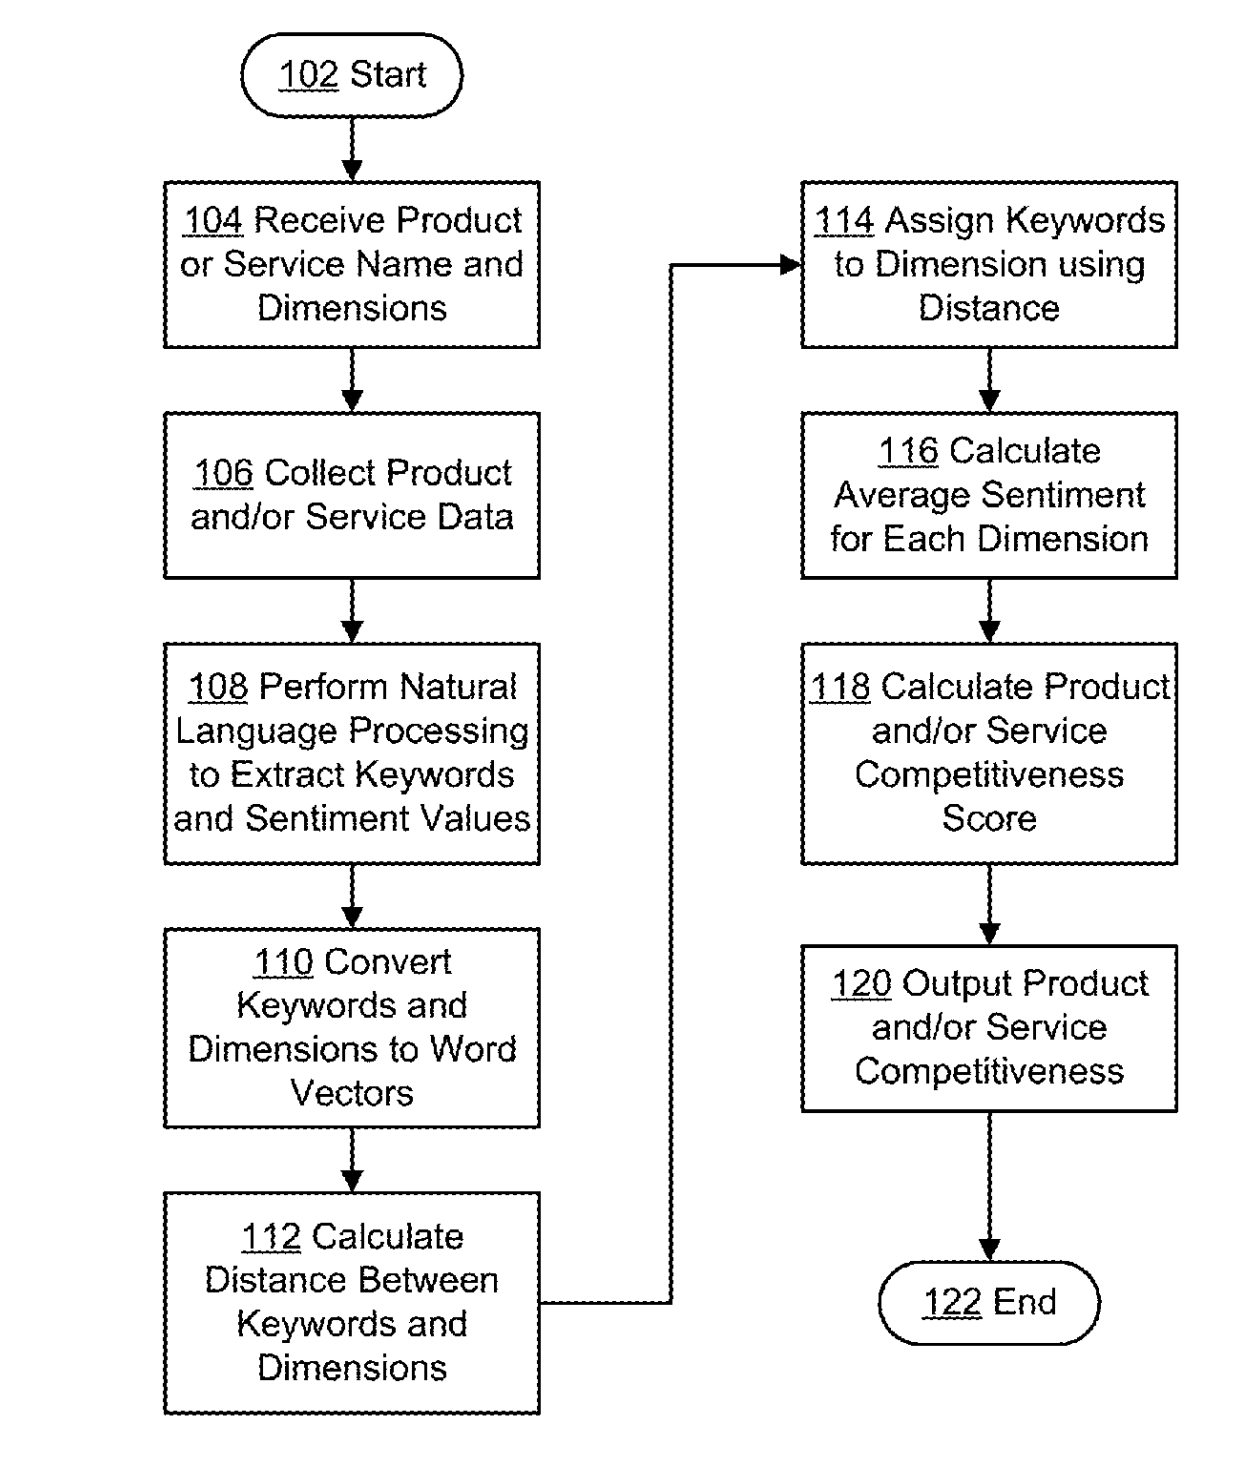 102 Start
104 Receive Product
or Service Name and
Dimensions
106 Collect Product
and/or Service Data
108 Perform Natural
Language Processing
to Extract Keywords
and Sentiment Values
110 Convert
Keywords and
Dimensions to Word
Vectors
112 Calculate
Distance Between
Keywords and
Dimensions
114 Assign Keywords
to Dimension using
Distance
116 Calculate
Average Sentiment
for Each Dimension
118 Calculate Product
and/or Service
Competitiveness
Score
120 Output Product
and/or Service
Competitiveness
122 End